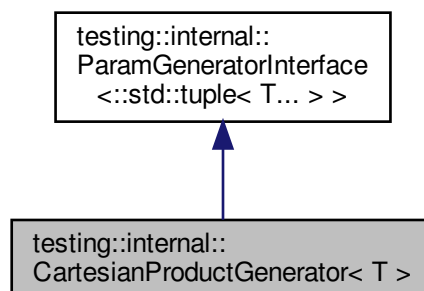 testing::internal::
ParamGeneratorInterface
<::std::tuple< T... > >
testing::internal::
CartesianProductGenerator< T >